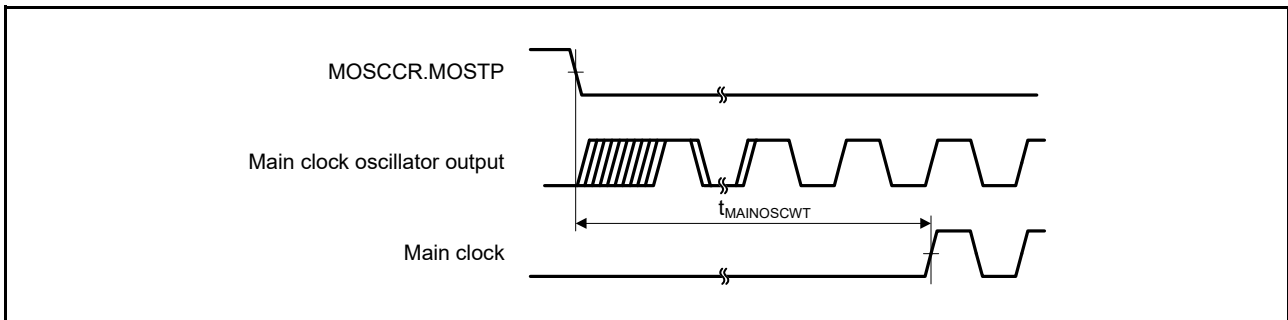 MOSCCR.MOSTP
Main clock oscillator output
tMAINOSCWT
Main clock